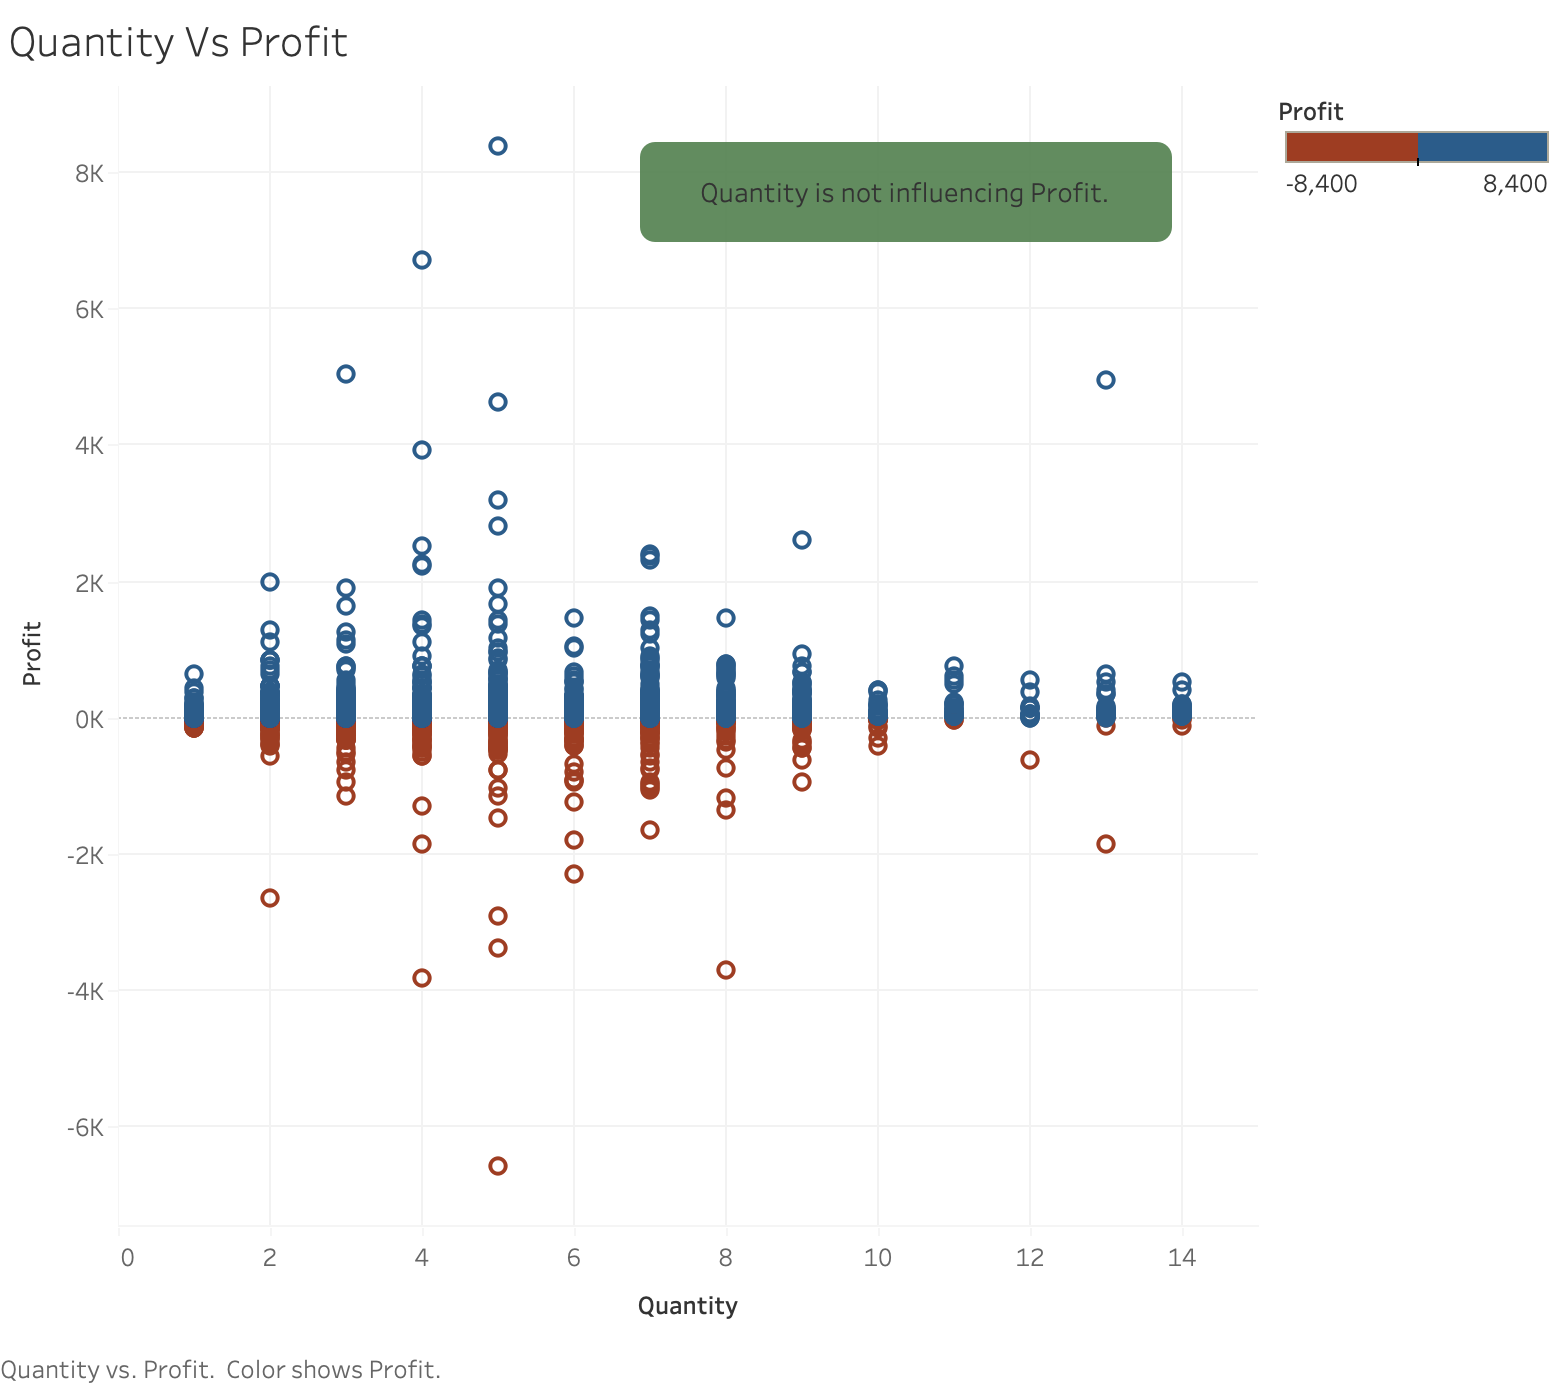 Quantity Vs Profit
Profit
-8,400
8,400
Quantity is not influencing Profit.
8K
6K
4K
2K
0K
-2K
-4K
-6K
Profit
0
2
4
6
8
10
12
14
Quantity
Quantity vs. Profit.  Color shows Profit.